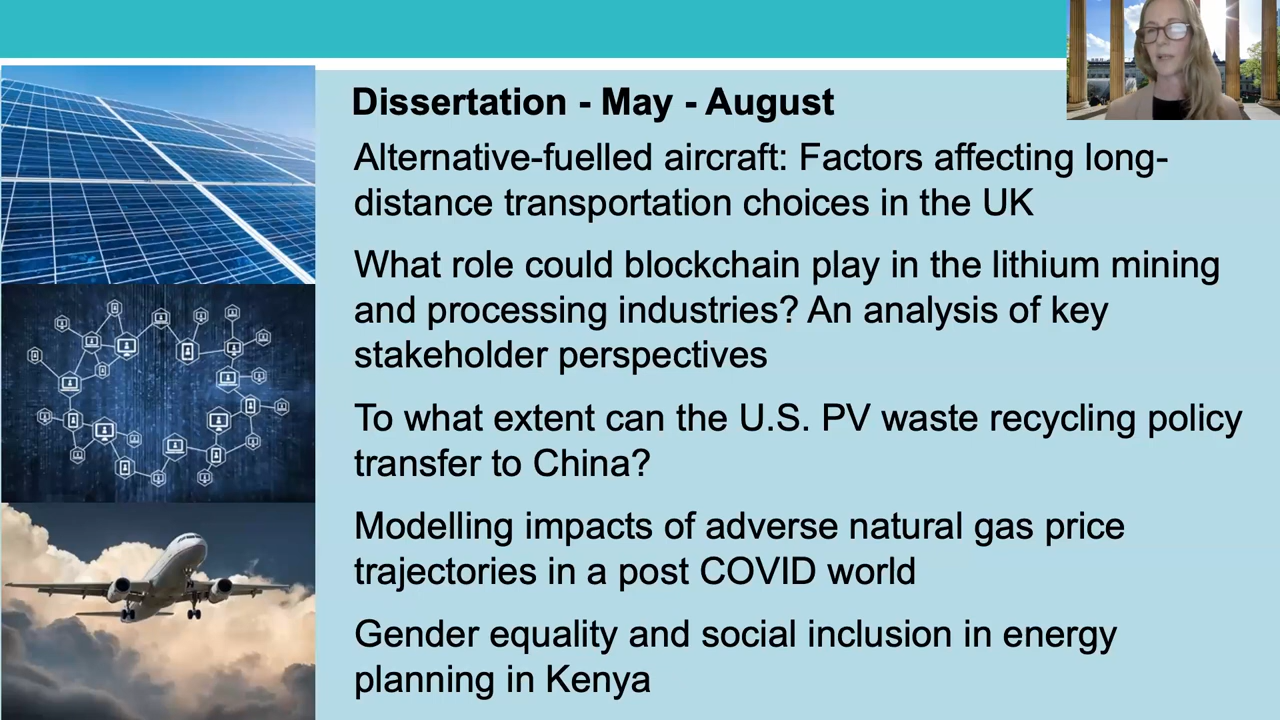 Dissertation - May - August
Alternative-fuelled aircraft: Factors affecting long-
distance transportation choices in the UK
What role could blockchain play in the lithium mining
and processing industries? An analysis of key
stakeholder perspectives
To what extent can the U.S. PV waste recycling policy
transfer to China?
Modelling impacts of adverse natural gas price
trajectories in a post COVID world
Gender equality and social inclusion in energy
planning in Kenya